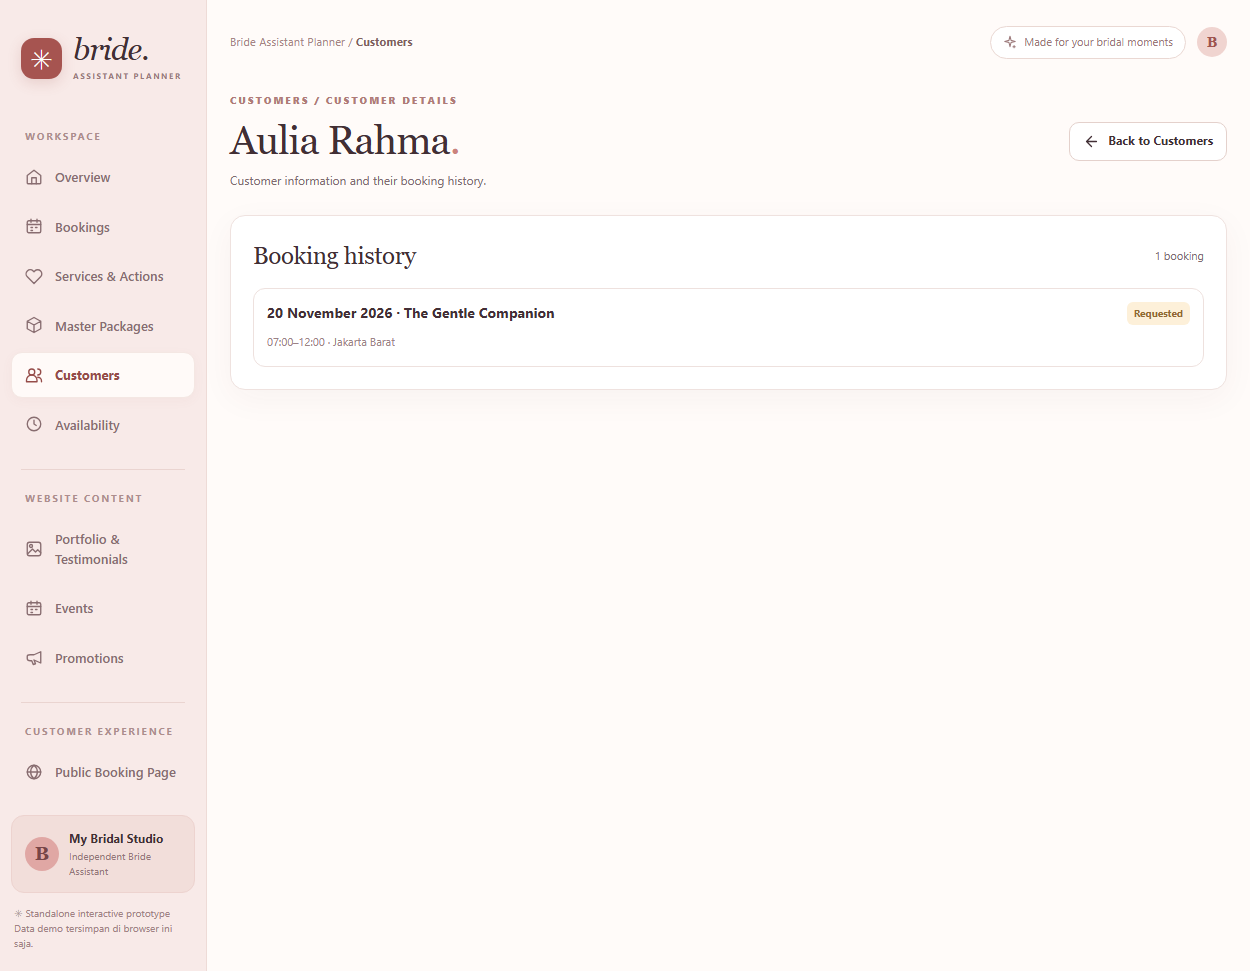 bride.
ASSISTANT PLANNER
WORKSPACE
Overview
Bookings
Services & Actions
Master Packages
Customers
Availability
WEBSITE CONTENT
Portfolio &
Testimonials
Events
Promotions
CUSTOMER EXPERIENCE
Public Booking Page
B
My Bridal Studio
Independent Bride
Assistant
✳ Standalone interactive prototype
Data demo tersimpan di browser ini
saja.
Bride Assistant Planner / Customers
Made for your bridal moments
B
CUSTOMERS / CUSTOMER DETAILS
Aulia Rahma.
Customer information and their booking history.
Back to Customers
Booking history
1 booking
20 November 2026 · The Gentle Companion
Requested
07:00–12:00 · Jakarta Barat